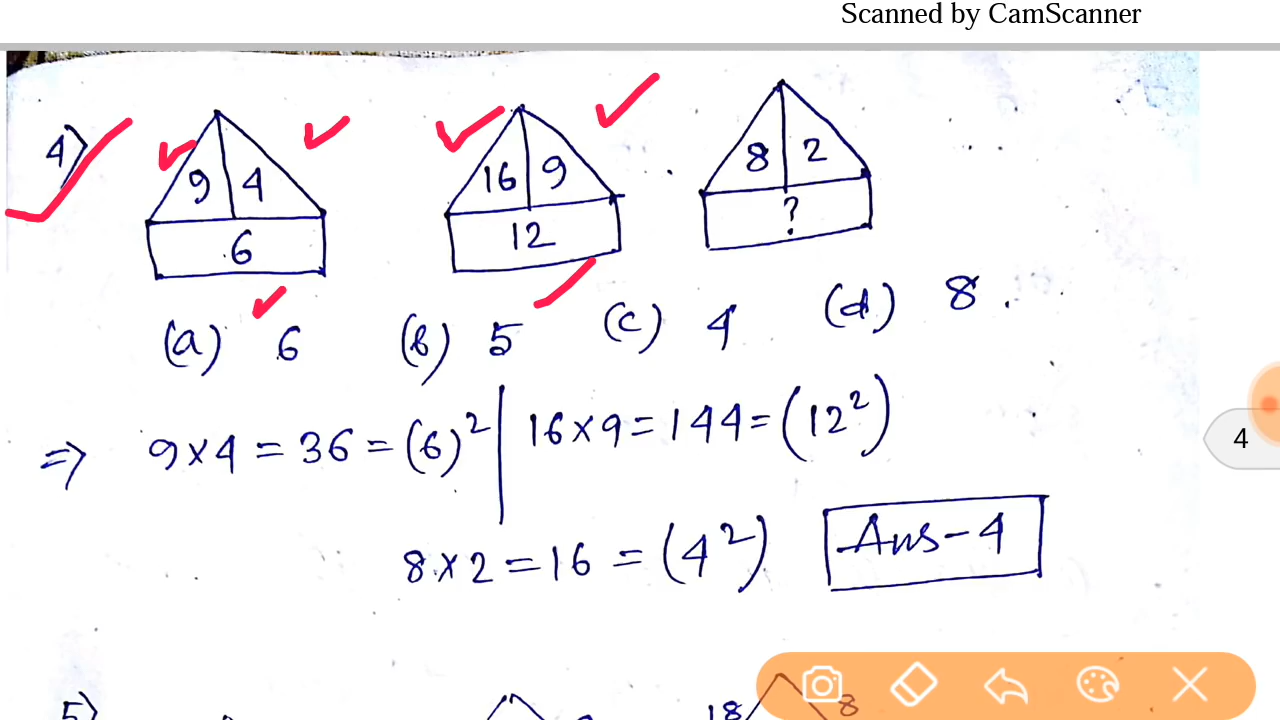 Scanned by CamScanner
4)
9 4 16 9 8 2
6 12 ?
(a) 6 (b) 5 (c) 4 (d) 8.
⇒ 9×4 = 36 = (6)² | 16×9 = 144 = (12²)
8×2 = 16 = (4²) Ans-4
4
5) 18 8